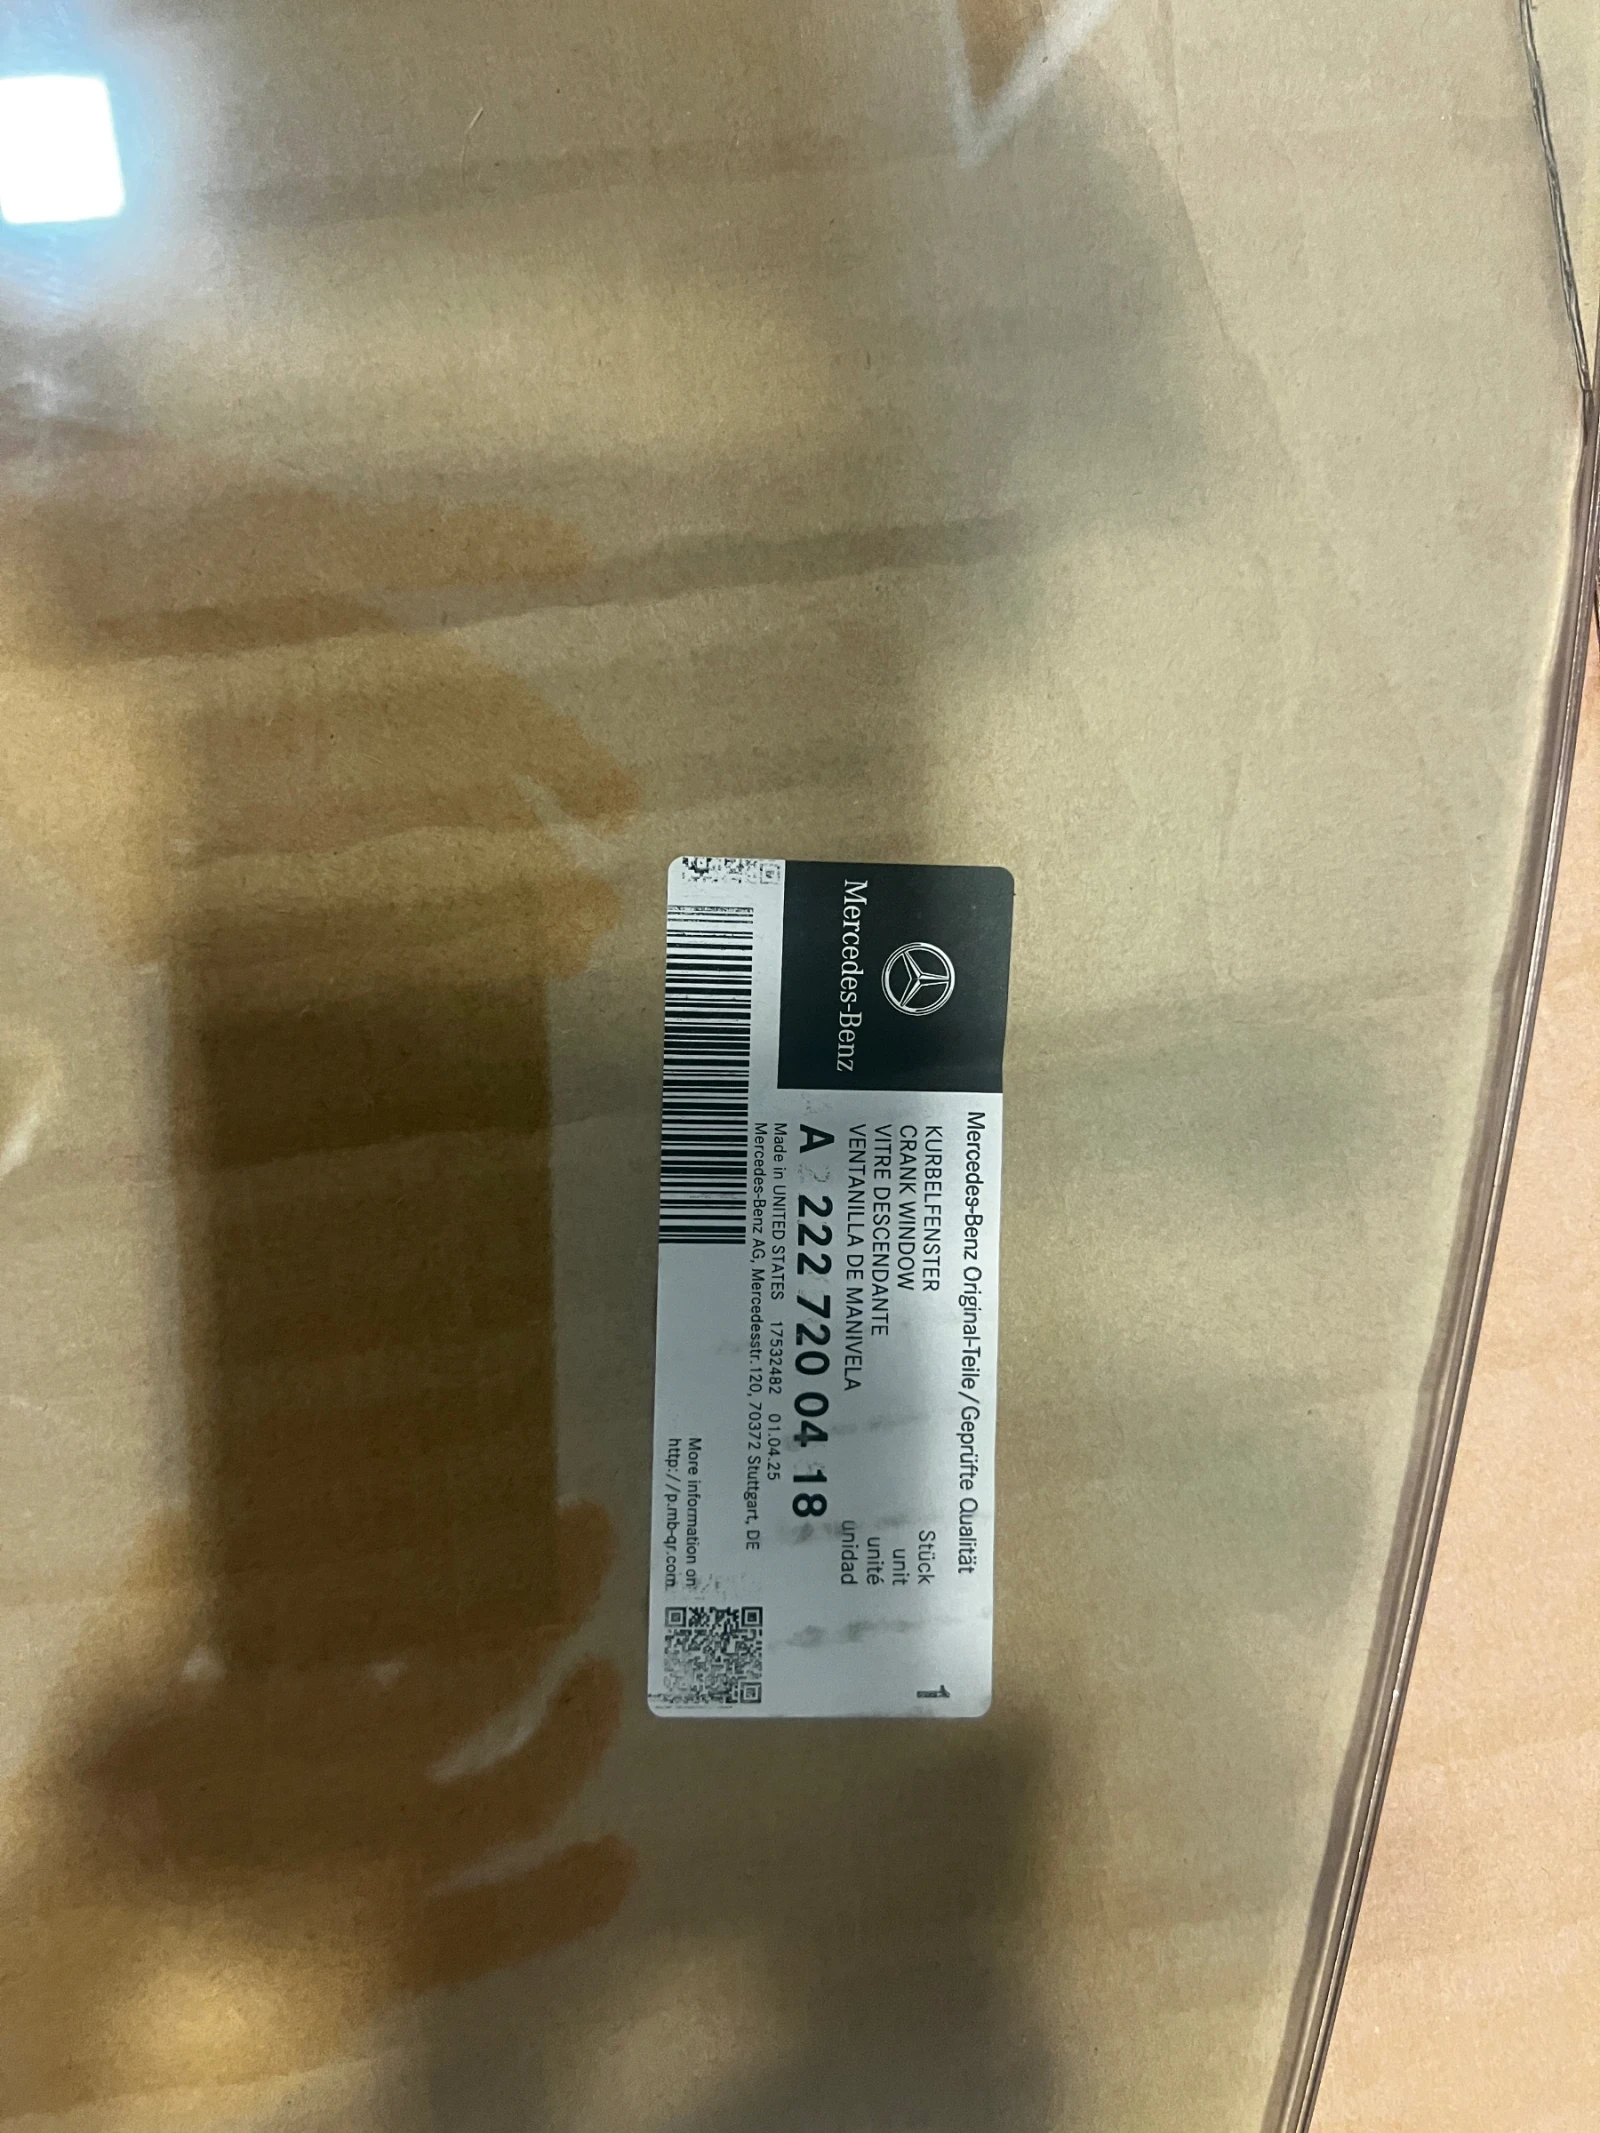 Mercedes-Benz
Mercedes-Benz Original-Teile/Geprüfte Qualität
KURBELFENSTER Stück 1
CRANK WINDOW unit
VITRE DESCENDANTE unité
VENTANILLA DE MANIVELA unidad
A 222 720 04 18
Made in UNITED STATES 17532482 01.04.25
Mercedes-Benz AG, Mercedesstr.120, 70372 Stuttgart, DE
More information on
http://p.mb-qr.com